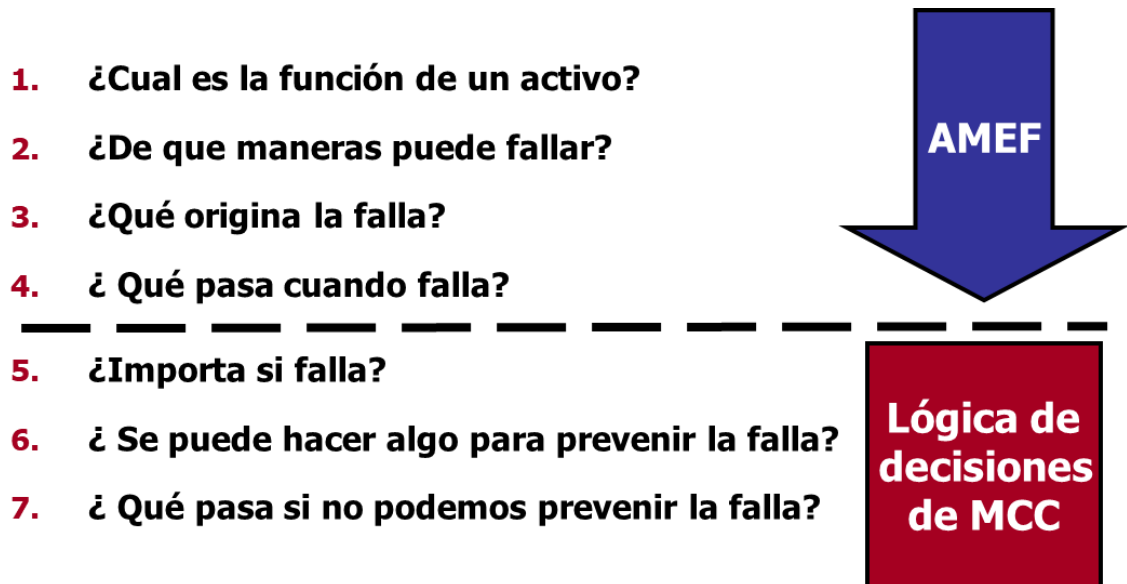 1. ¿Cual es la función de un activo?
2. ¿De que maneras puede fallar?
3. ¿Qué origina la falla?
4. ¿ Qué pasa cuando falla?
AMEF
5. ¿Importa si falla?
6. ¿ Se puede hacer algo para prevenir la falla?
7. ¿ Qué pasa si no podemos prevenir la falla?
Lógica de
decisiones
de MCC